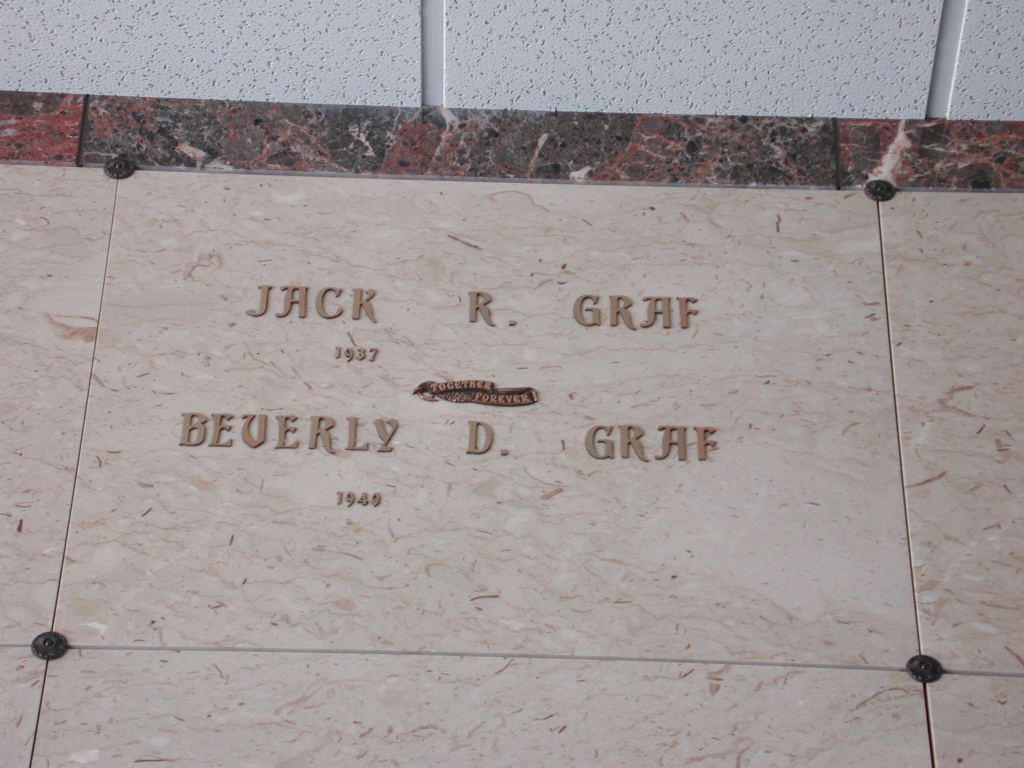 JACK R. GRAF
1937
TOGETHER
FOREVER
BEVERLY D. GRAF
1940